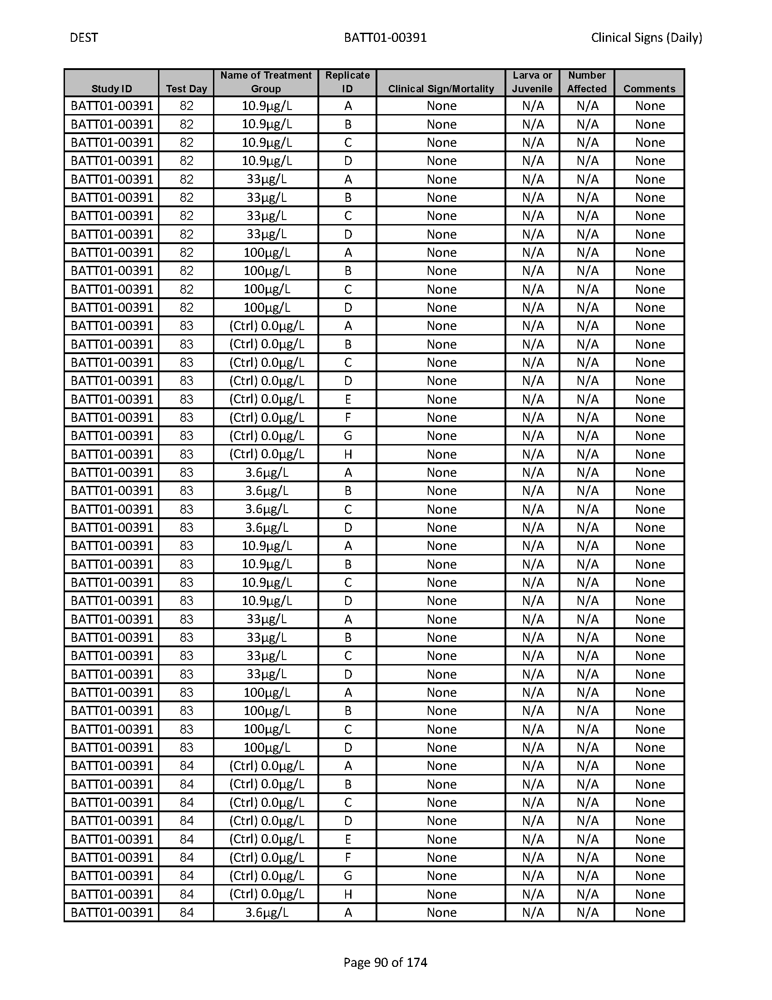 DEST BATT01-00391 Clinical Signs (Daily)
Study ID Test Day Name of Treatment Group Replicate ID Clinical Sign/Mortality Larva or Juvenile Number Affected Comments
BATT01-00391 82 10.9µg/L A None N/A N/A None
BATT01-00391 82 10.9µg/L B None N/A N/A None
BATT01-00391 82 10.9µg/L C None N/A N/A None
BATT01-00391 82 10.9µg/L D None N/A N/A None
BATT01-00391 82 33µg/L A None N/A N/A None
BATT01-00391 82 33µg/L B None N/A N/A None
BATT01-00391 82 33µg/L C None N/A N/A None
BATT01-00391 82 33µg/L D None N/A N/A None
BATT01-00391 82 100µg/L A None N/A N/A None
BATT01-00391 82 100µg/L B None N/A N/A None
BATT01-00391 82 100µg/L C None N/A N/A None
BATT01-00391 82 100µg/L D None N/A N/A None
BATT01-00391 83 (Ctrl) 0.0µg/L A None N/A N/A None
BATT01-00391 83 (Ctrl) 0.0µg/L B None N/A N/A None
BATT01-00391 83 (Ctrl) 0.0µg/L C None N/A N/A None
BATT01-00391 83 (Ctrl) 0.0µg/L D None N/A N/A None
BATT01-00391 83 (Ctrl) 0.0µg/L E None N/A N/A None
BATT01-00391 83 (Ctrl) 0.0µg/L F None N/A N/A None
BATT01-00391 83 (Ctrl) 0.0µg/L G None N/A N/A None
BATT01-00391 83 (Ctrl) 0.0µg/L H None N/A N/A None
BATT01-00391 83 3.6µg/L A None N/A N/A None
BATT01-00391 83 3.6µg/L B None N/A N/A None
BATT01-00391 83 3.6µg/L C None N/A N/A None
BATT01-00391 83 3.6µg/L D None N/A N/A None
BATT01-00391 83 10.9µg/L A None N/A N/A None
BATT01-00391 83 10.9µg/L B None N/A N/A None
BATT01-00391 83 10.9µg/L C None N/A N/A None
BATT01-00391 83 10.9µg/L D None N/A N/A None
BATT01-00391 83 33µg/L A None N/A N/A None
BATT01-00391 83 33µg/L B None N/A N/A None
BATT01-00391 83 33µg/L C None N/A N/A None
BATT01-00391 83 33µg/L D None N/A N/A None
BATT01-00391 83 100µg/L A None N/A N/A None
BATT01-00391 83 100µg/L B None N/A N/A None
BATT01-00391 83 100µg/L C None N/A N/A None
BATT01-00391 83 100µg/L D None N/A N/A None
BATT01-00391 84 (Ctrl) 0.0µg/L A None N/A N/A None
BATT01-00391 84 (Ctrl) 0.0µg/L B None N/A N/A None
BATT01-00391 84 (Ctrl) 0.0µg/L C None N/A N/A None
BATT01-00391 84 (Ctrl) 0.0µg/L D None N/A N/A None
BATT01-00391 84 (Ctrl) 0.0µg/L E None N/A N/A None
BATT01-00391 84 (Ctrl) 0.0µg/L F None N/A N/A None
BATT01-00391 84 (Ctrl) 0.0µg/L G None N/A N/A None
BATT01-00391 84 (Ctrl) 0.0µg/L H None N/A N/A None
BATT01-00391 84 3.6µg/L A None N/A N/A None
Page 90 of 174